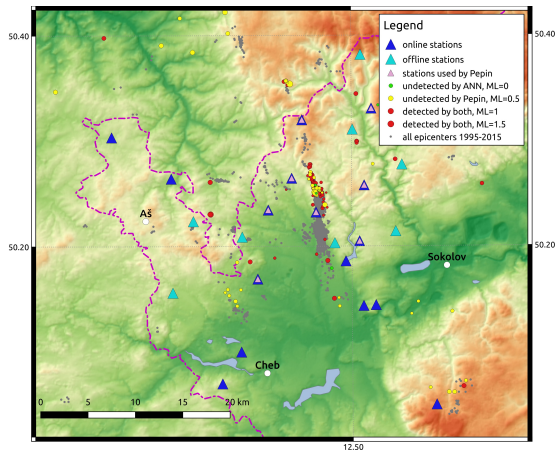 50.40
50.40
Legend
online stations
offline stations
stations used by Pepin
undetected by ANN, ML=0
undetected by Pepin, ML=0.5
detected by both, ML=1
detected by both, ML=1.5
all epicenters 1995-2015
Aš
50.20
50.20
Sokolov
Cheb
0 5 10 15 20 km
12.50